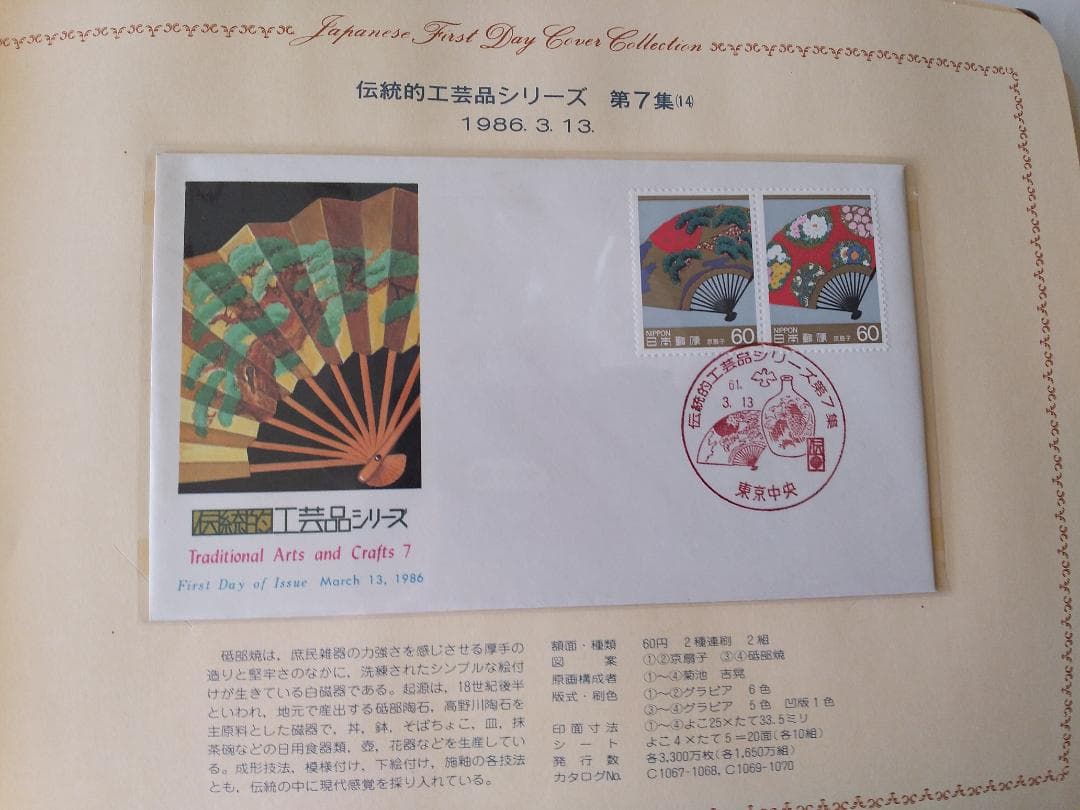 Japanese First Day Cover Collection
伝統的工芸品シリーズ 第7集(14)
1986. 3. 13.
NIPPON 60
日本郵便 京扇子
NIPPON 60
日本郵便 京扇子
伝統的工芸品シリーズ第7集
61.
3. 13
伝
東京中央
伝統的工芸品シリーズ
Traditional Arts and Crafts 7
First Day of Issue March 13, 1986
砥部焼は、庶民雑器の力強さを感じさせる厚手の
造りと堅牢さのなかに、洗練されたシンプルな絵付
けが生きている白磁器である。起源は、18世紀後半
といわれ、地元で産出する砥部陶石、高野川陶石を
主原料とした磁器で、丼、鉢、そばちょこ、皿、抹
茶碗などの日用食器類、壺、花器などを生産してい
る。成形技法、模様付け、下絵付け、施釉の各技法
とも、伝統の中に現代感覚を採り入れている。
額面・種類 60円 2種連刷 2組
図案 ①②京扇子 ③④砥部焼
原画構成者 ①〜④菊池 吉晃
版式・刷色 ①〜②グラビア 6色
③〜④グラビア 5色 凹版1色
印面寸法 ①〜④よこ25×たて33.5ミリ
シート よこ4×たて5=20面(各10組)
発行数 各3,300万枚(各1,650万組)
カタログNo. C1067-1068, C1069-1070